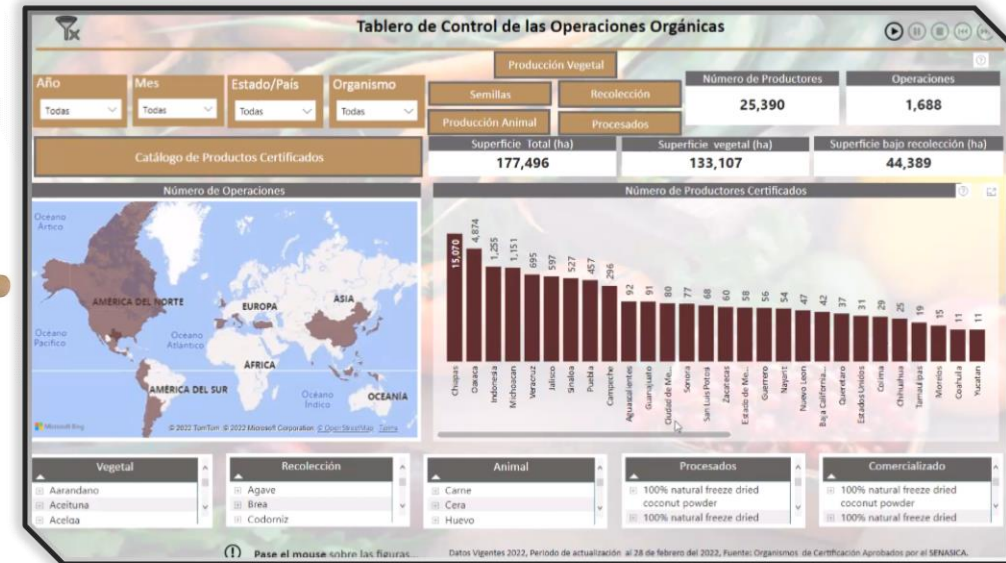 Tablero de Control de las Operaciones Orgánicas
Año
Todas
Mes
Todas
Estado/País
Todas
Organismo
Todas
Producción Vegetal
Semillas
Recolección
Producción Animal
Procesados
Número de Productores
25,390
Operaciones
1,688
Catálogo de Productos Certificados
Superficie Total (ha)
177,496
Superficie vegetal (ha)
133,107
Superficie bajo recolección (ha)
44,389
Número de Operaciones
Océano Ártico
AMÉRICA DEL NORTE
EUROPA
ASIA
Océano Pacífico
Océano Atlántico
ÁFRICA
AMÉRICA DEL SUR
Océano Índico
OCEANÍA
Microsoft Bing
© 2022 TomTom © 2022 Microsoft Corporation © OpenStreetMap Terms
Número de Productores Certificados
15,070
4,874
1,255
1,151
695
597
527
457
296
92
91
80
77
68
60
58
56
54
47
42
37
31
29
25
19
15
11
11
Chiapas
Oaxaca
Indonesia
Michoacan
Veracruz
Jalisco
Sinaloa
Puebla
Campeche
Aguascalientes
Guanajuato
Ciudad de Me...
Sonora
San Luis Potosí
Zacatecas
Estado de Me...
Guerrero
Nayarit
Nuevo Leon
Baja California...
Queretaro
Estados Unidos
Colima
Chihuahua
Tamaulipas
Morelos
Coahuila
Yucatan
Vegetal
Aarandano
Aceituna
Acelga
Recolección
Agave
Brea
Codorniz
Animal
Carne
Cera
Huevo
Procesados
100% natural freeze dried
coconut powder
100% natural freeze dried
Comercializado
100% natural freeze dried
coconut powder
100% natural freeze dried
Pase el mouse sobre las figuras...
Datos Vigentes 2022, Periodo de actualización al 28 de febrero del 2022, Fuente: Organismos de Certificación Aprobados por el SENASICA.